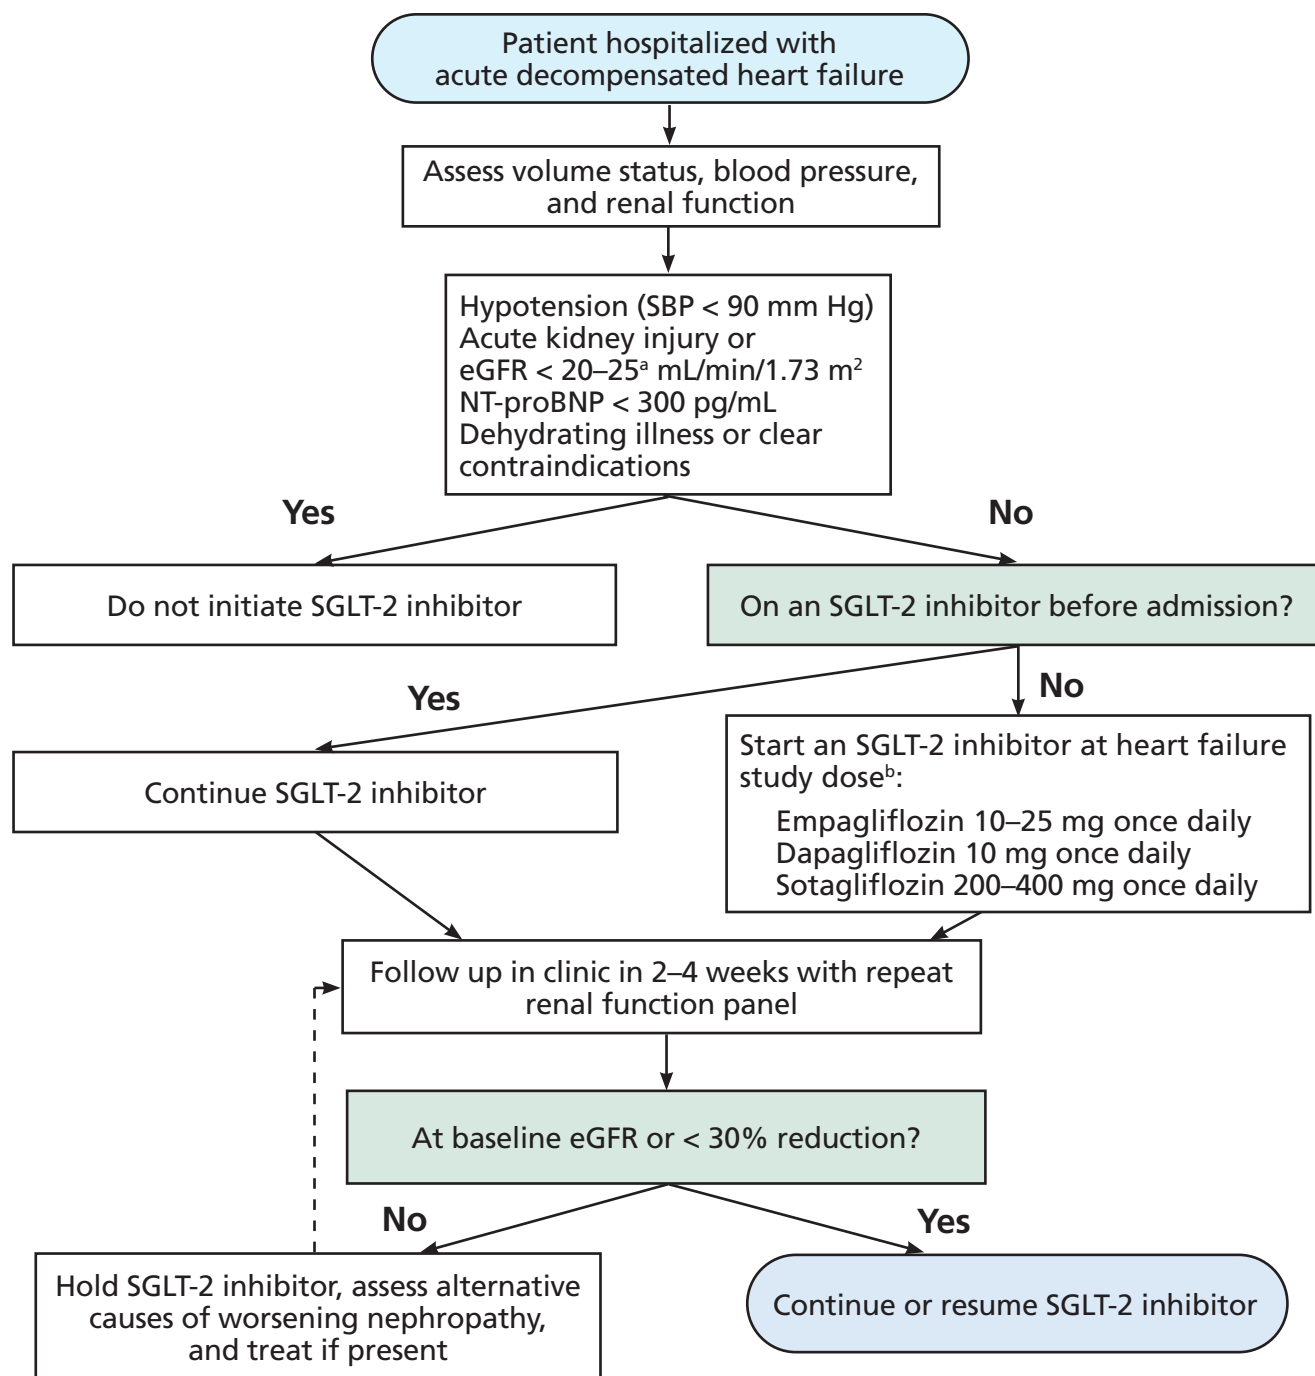 Patient hospitalized with
acute decompensated heart failure
Assess volume status, blood pressure,
and renal function
Hypotension (SBP < 90 mm Hg)
Acute kidney injury or
eGFR < 20–25ᵃ mL/min/1.73 m²
NT-proBNP < 300 pg/mL
Dehydrating illness or clear
contraindications
Yes
No
Do not initiate SGLT-2 inhibitor
On an SGLT-2 inhibitor before admission?
Yes
No
Continue SGLT-2 inhibitor
Start an SGLT-2 inhibitor at heart failure
study doseᵇ:
Empagliflozin 10–25 mg once daily
Dapagliflozin 10 mg once daily
Sotagliflozin 200–400 mg once daily
Follow up in clinic in 2–4 weeks with repeat
renal function panel
At baseline eGFR or < 30% reduction?
No
Yes
Hold SGLT-2 inhibitor, assess alternative
causes of worsening nephropathy,
and treat if present
Continue or resume SGLT-2 inhibitor